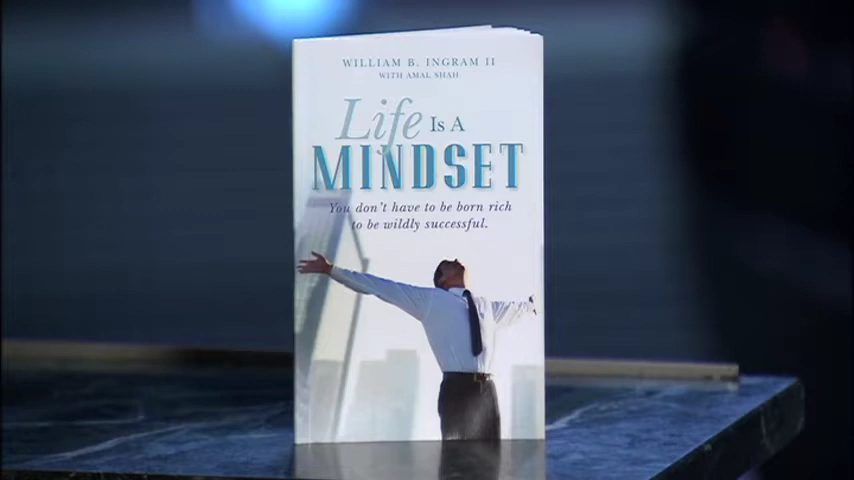 WILLIAM B. INGRAM II
WITH AMAL SHAH
Life Is A
MINDSET
You don't have to be born rich
to be wildly successful.